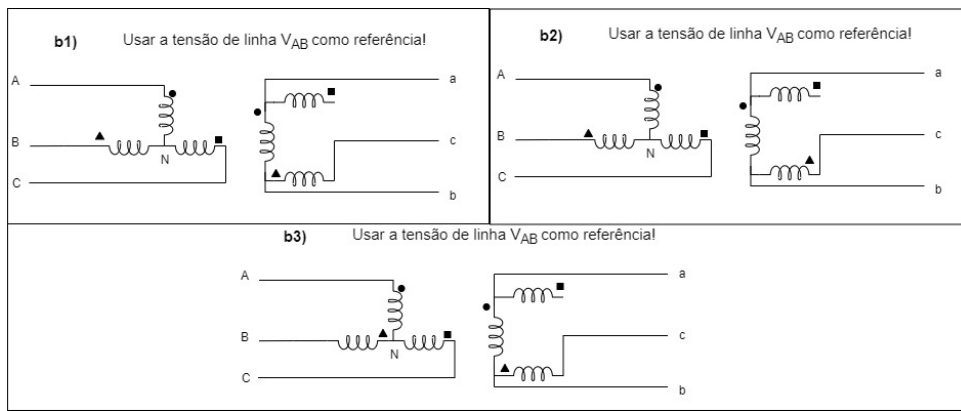 b1) Usar a tensão de linha VAB como referência!
A
B
C
N
a
c
b
b2) Usar a tensão de linha VAB como referência!
A
B
C
N
a
c
b
b3) Usar a tensão de linha VAB como referência!
A
B
C
N
a
c
b